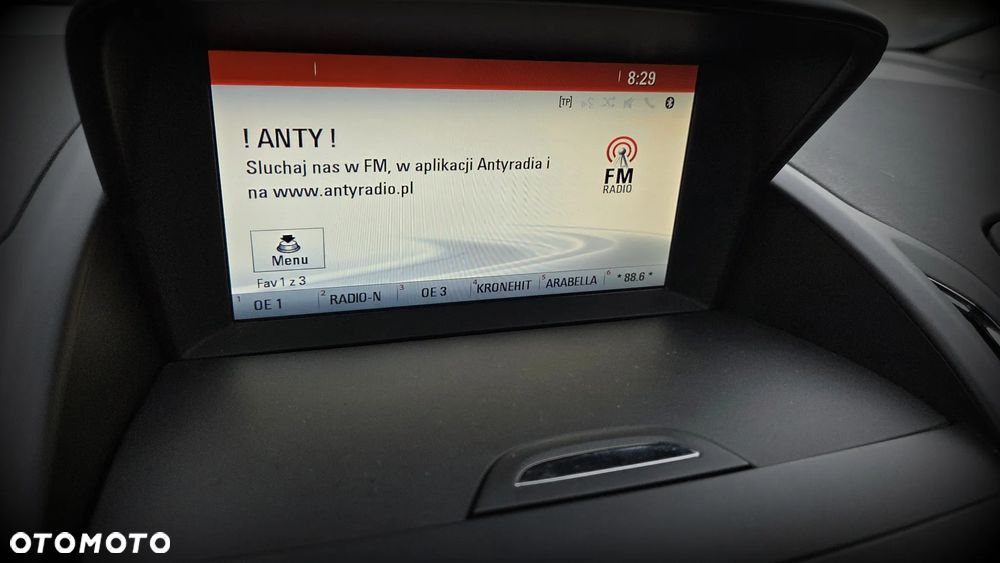 8:29
[TP]
! ANTY !
Sluchaj nas w FM, w aplikacji Antyradia i
na www.antyradio.pl
FM
RADIO
Menu
Fav 1 z 3
1 OE 1 2 RADIO-N 3 OE 3 4 KRONEHIT 5 ARABELLA 6 *88.6*
OTOMOTO